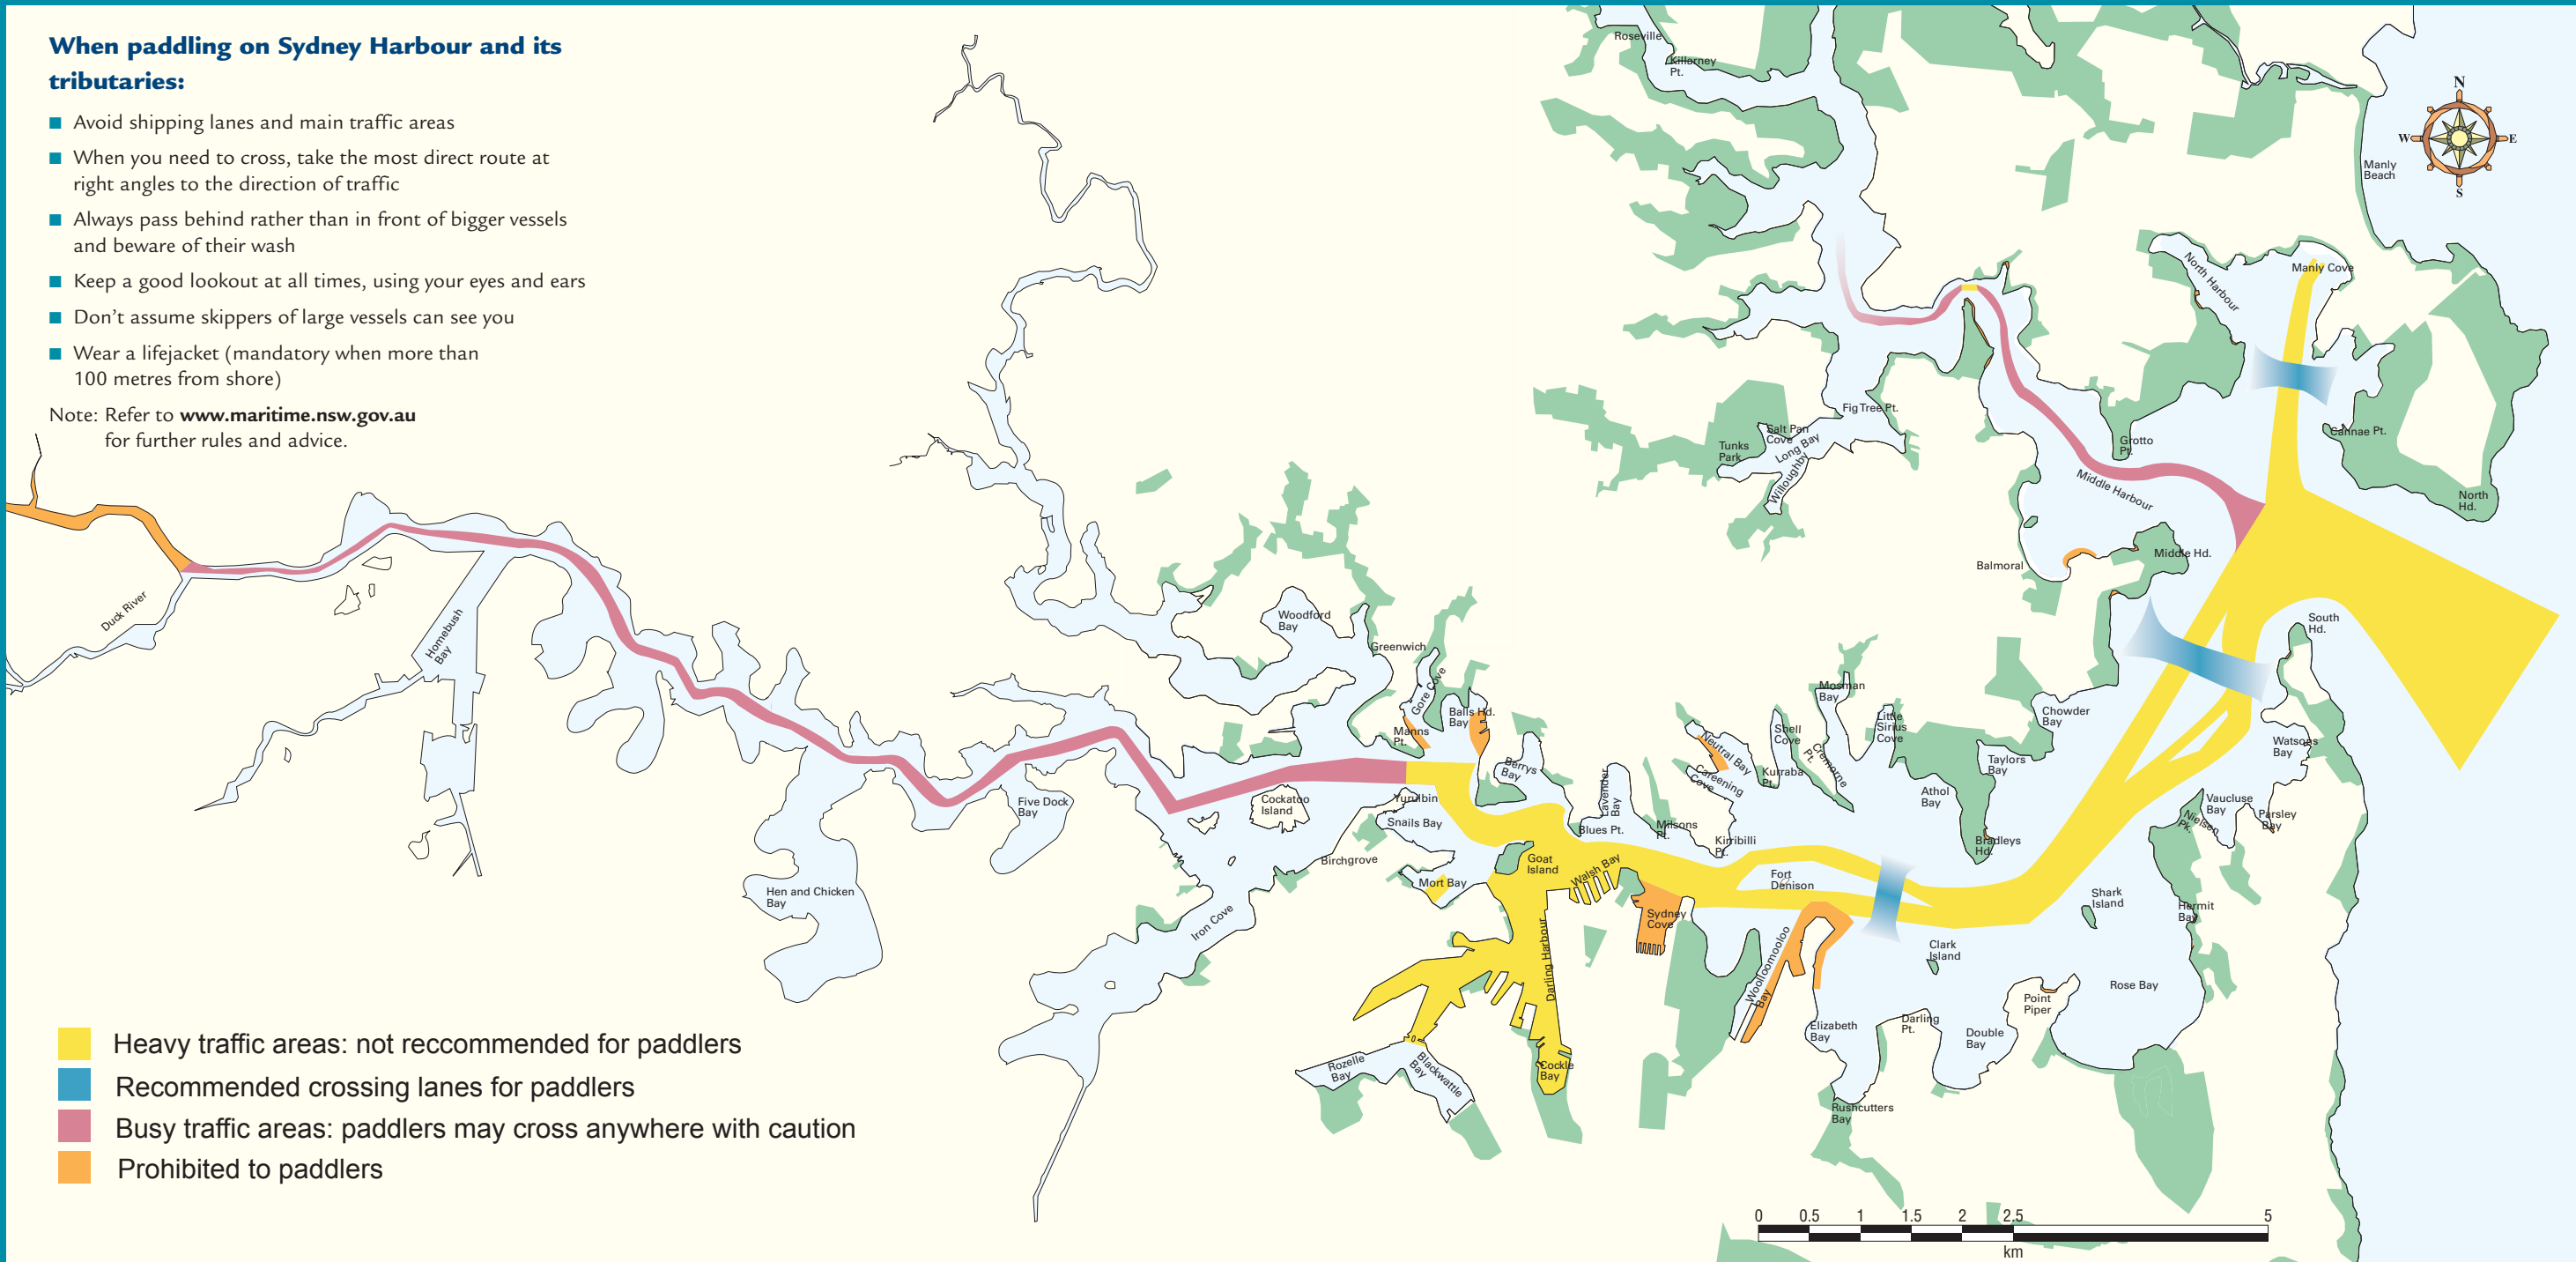 When paddling on Sydney Harbour and its
tributaries:
Avoid shipping lanes and main traffic areas
When you need to cross, take the most direct route at
right angles to the direction of traffic
Always pass behind rather than in front of bigger vessels
and beware of their wash
Keep a good lookout at all times, using your eyes and ears
Don't assume skippers of large vessels can see you
Wear a lifejacket (mandatory when more than
100 metres from shore)
Note: Refer to www.maritime.nsw.gov.au
for further rules and advice.
Roseville
Killarney
Pt.
N
W
E
S
Manly
Beach
North Harbour
Manly Cove
Fig Tree Pt.
Salt Pan
Cove
Long Bay
Tunks
Park
Willoughby
Grotto
Pt.
Cannae Pt.
Middle Harbour
North
Hd.
Middle Hd.
Balmoral
South
Hd.
Duck River
Homebush
Bay
Woodford
Bay
Greenwich
Gore Cove
Balls Hd.
Bay
Manns
Pt.
Berrys
Bay
Lavender
Bay
Neutral Bay
Careening
Cove
Shell
Cove
Kurraba
Pt.
Cremorne
Pt.
Mosman
Bay
Little
Sirius
Cove
Chowder
Bay
Taylors
Bay
Athol
Bay
Bradleys
Hd.
Watsons
Bay
Vaucluse
Bay
Parsley
Bay
Nielsen
Pk.
Five Dock
Bay
Cockatoo
Island
Yurulbin
Snails Bay
Birchgrove
Mort Bay
Goat
Island
Blues Pt.
Milsons
Pt.
Kirribilli
Pt.
Walsh Bay
Sydney
Cove
Fort
Denison
Shark
Island
Hermit
Bay
Hen and Chicken
Bay
Iron Cove
Darling Harbour
Woolloomooloo
Bay
Clark
Island
Rose Bay
Point
Piper
Elizabeth
Bay
Darling
Pt.
Double
Bay
Rozelle
Bay
Blackwattle
Bay
Cockle
Bay
Rushcutters
Bay
Heavy traffic areas: not reccommended for paddlers
Recommended crossing lanes for paddlers
Busy traffic areas: paddlers may cross anywhere with caution
Prohibited to paddlers
0 0.5 1 1.5 2 2.5 5
km